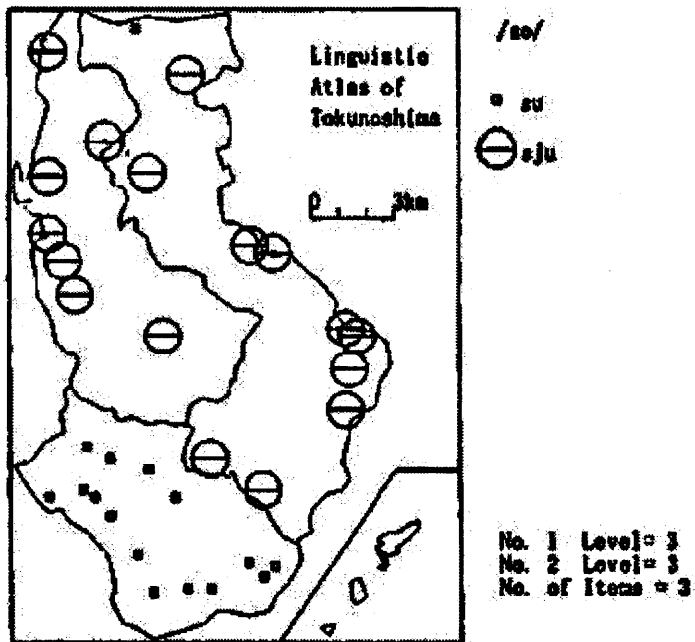 Linguistic
Atlas of
Tokunoshima
0 3km
/so/
su
sju
No. 1 Level= 3
No. 2 Level= 3
No. of Items = 3